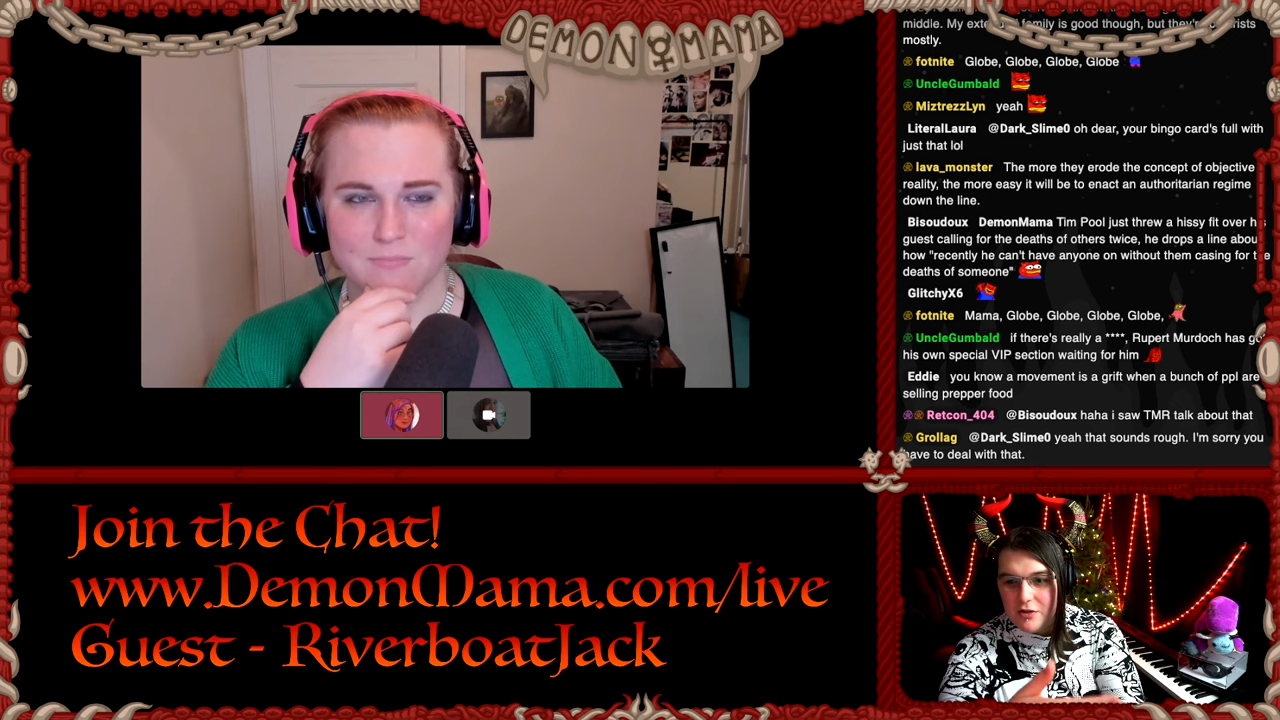 DEMON MAMA
middle. My extended family is good though, but they're
mostly.
fotnite Globe, Globe, Globe, Globe
UncleGumbald
MiztrezzLyn yeah
LiteralLaura @Dark_Slime0 oh dear, your bingo card's full with
just that lol
lava_monster The more they erode the concept of objective
reality, the more easy it will be to enact an authoritarian regime
down the line.
Bisoudoux DemonMama Tim Pool just threw a hissy fit over his
guest calling for the deaths of others twice, he drops a line about
how "recently he can't have anyone on without them casing for the
deaths of someone"
GlitchyX6
fotnite Mama, Globe, Globe, Globe, Globe,
UncleGumbald if there's really a ****, Rupert Murdoch has got
his own special VIP section waiting for him
Eddie you know a movement is a grift when a bunch of ppl are
selling prepper food
Retcon_404 @Bisoudoux haha i saw TMR talk about that
Grollag @Dark_Slime0 yeah that sounds rough. I'm sorry you
have to deal with that.
Join the Chat!
www.DemonMama.com/live
Guest - RiverboatJack